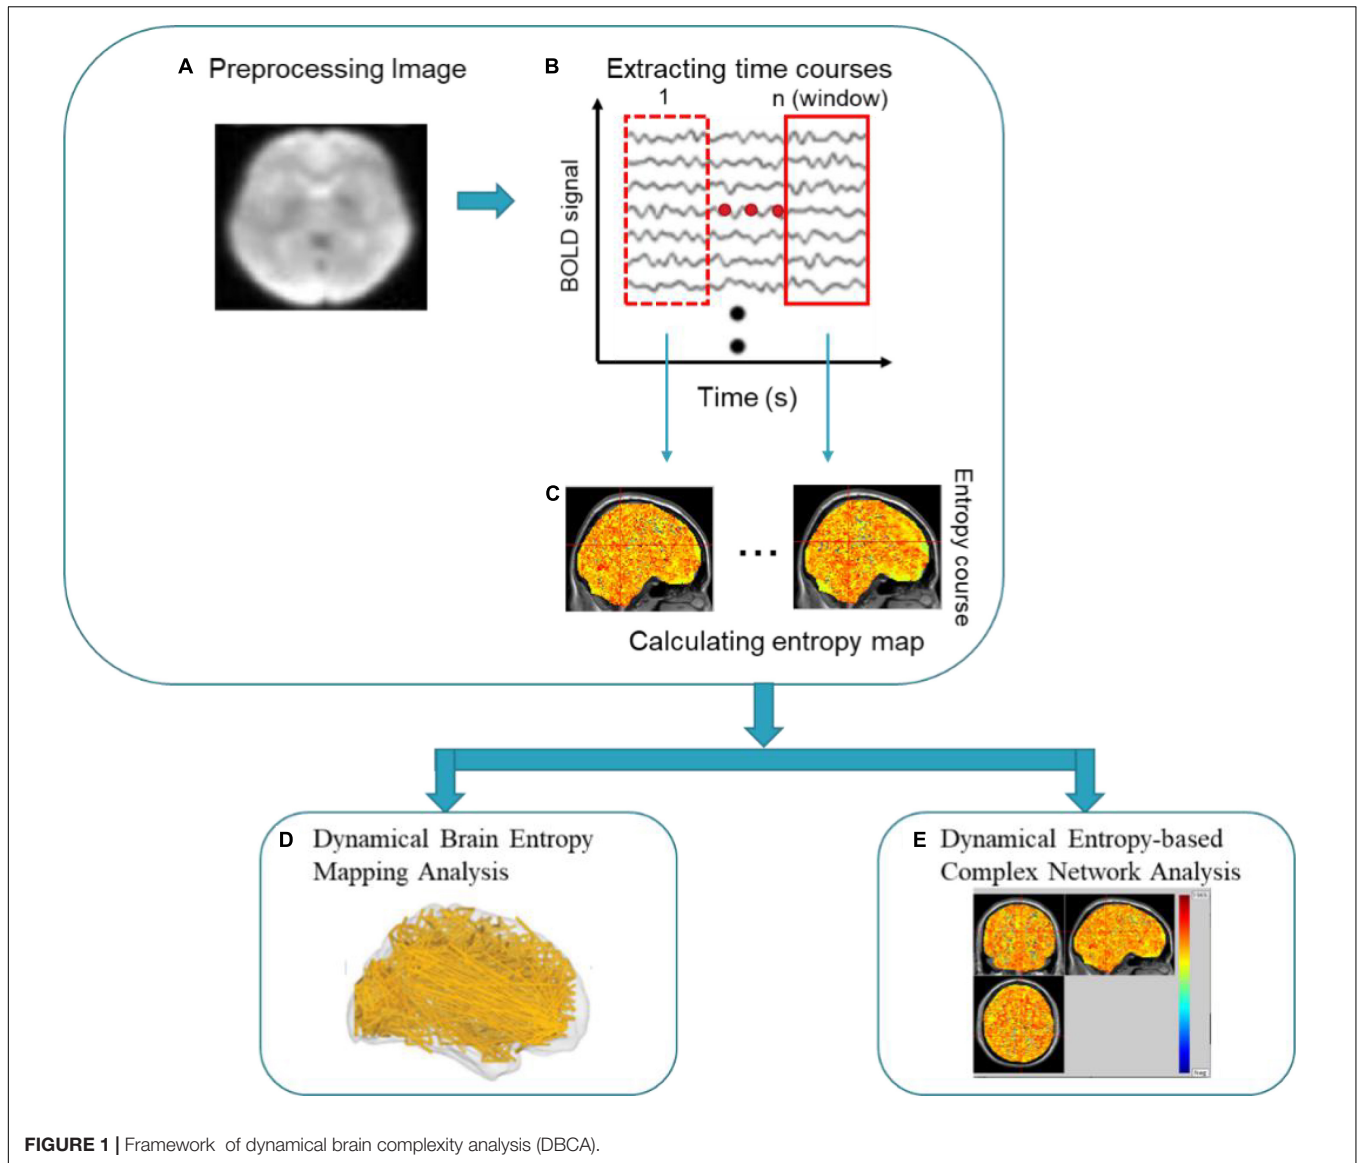 A Preprocessing Image
B Extracting time courses
1 n (window)
BOLD signal
Time (s)
C
Entropy course
Calculating entropy map
D Dynamical Brain Entropy
Mapping Analysis
E Dynamical Entropy-based
Complex Network Analysis
FIGURE 1 | Framework of dynamical brain complexity analysis (DBCA).